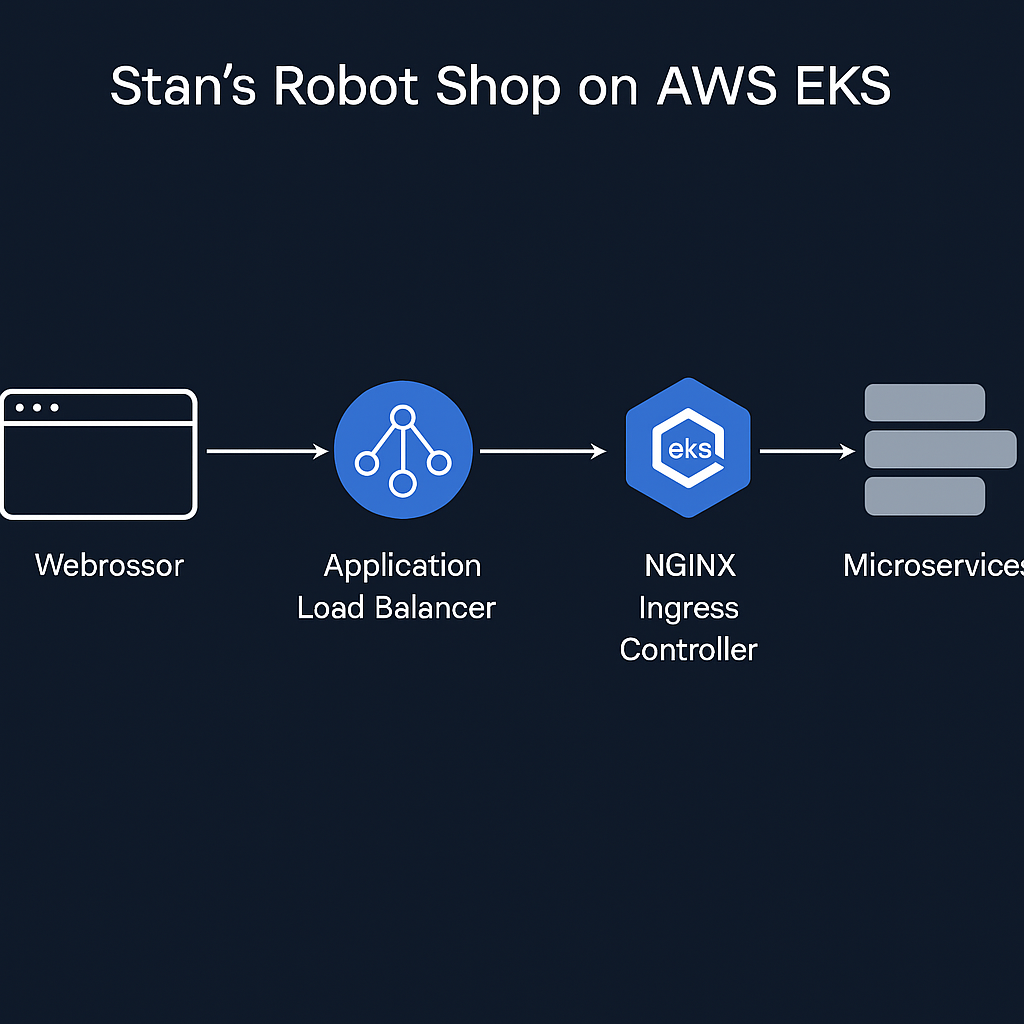 Stan's Robot Shop on AWS EKS
eks
Webrossor
Application
Load Balancer
NGINX
Ingress
Controller
Microservices